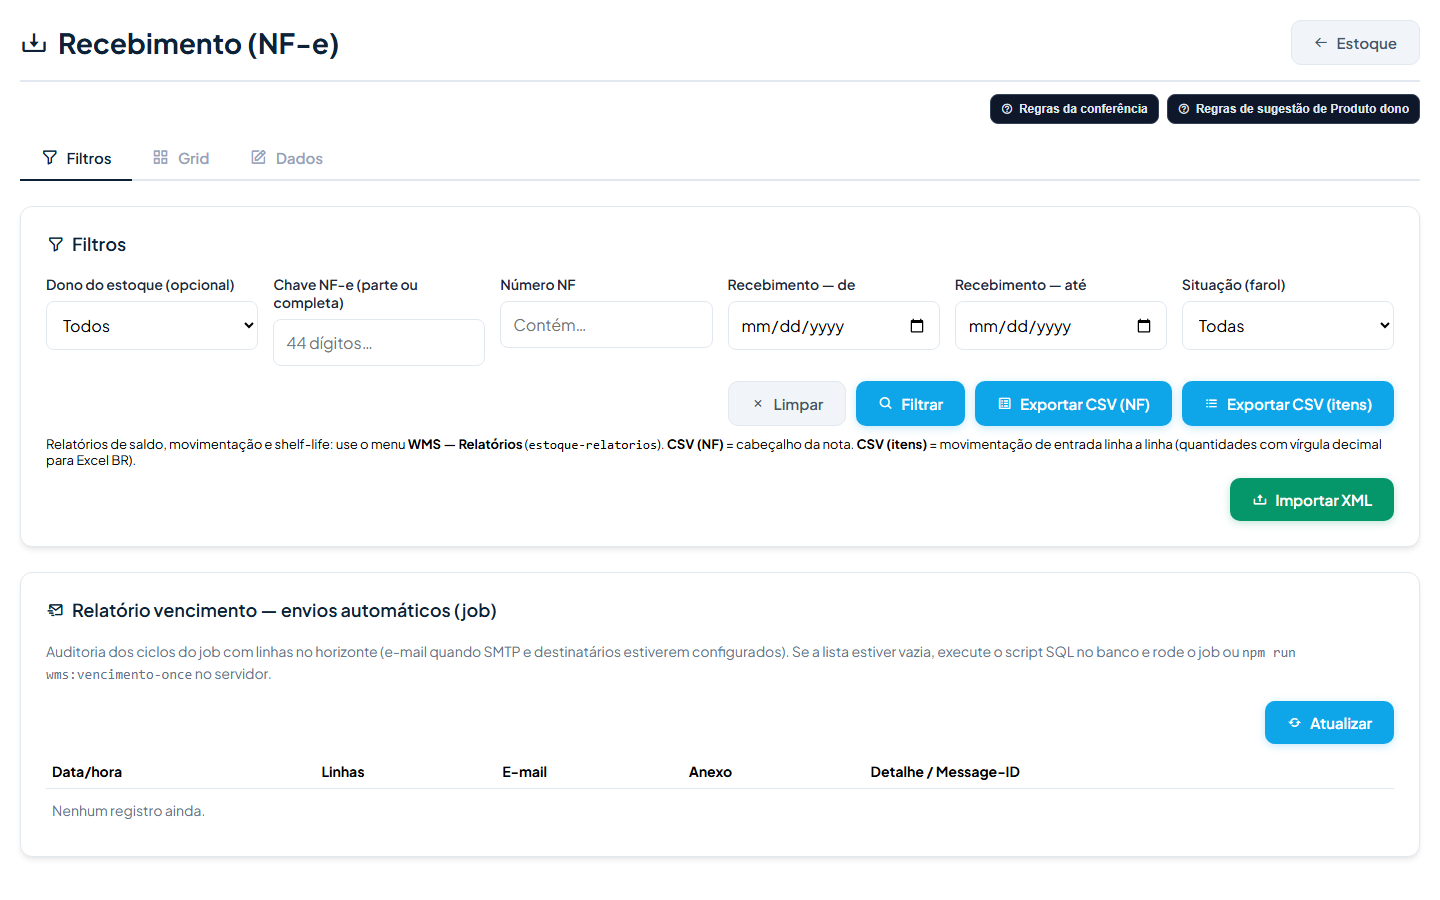 Recebimento (NF-e)
Estoque
Regras da conferência
Regras de sugestão de Produto dono
Filtros
Grid
Dados
Filtros
Dono do estoque (opcional)
Chave NF-e (parte ou
completa)
Número NF
Recebimento — de
Recebimento — até
Situação (farol)
Todos
44 dígitos…
Contém…
mm/dd/yyyy
mm/dd/yyyy
Todas
Limpar
Filtrar
Exportar CSV (NF)
Exportar CSV (itens)
Relatórios de saldo, movimentação e shelf-life: use o menu WMS — Relatórios (estoque-relatorios). CSV (NF) = cabeçalho da nota. CSV (itens) = movimentação de entrada linha a linha (quantidades com vírgula decimal
para Excel BR).
Importar XML
Relatório vencimento — envios automáticos (job)
Auditoria dos ciclos do job com linhas no horizonte (e-mail quando SMTP e destinatários estiverem configurados). Se a lista estiver vazia, execute o script SQL no banco e rode o job ou npm run
wms:vencimento-once no servidor.
Atualizar
Data/hora
Linhas
E-mail
Anexo
Detalhe / Message-ID
Nenhum registro ainda.